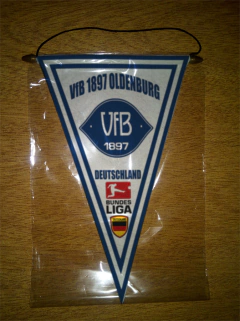 VfB 1897 OLDENBURG
VfB
1897
DEUTSCHLAND
BUNDES
LIGA